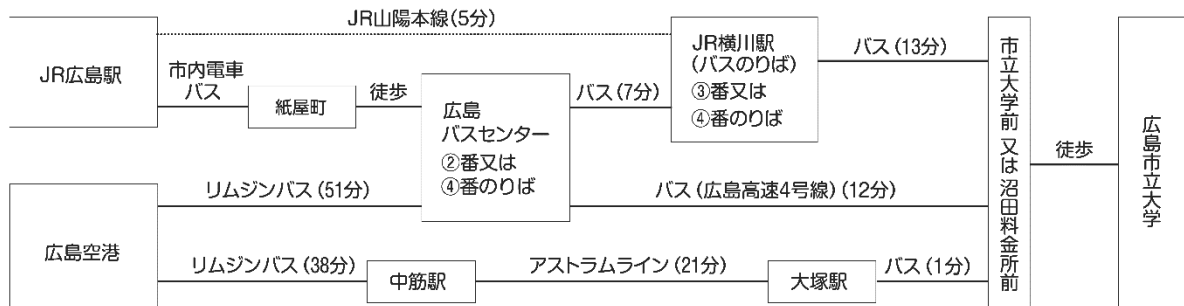 JR山陽本線(5分)
JR広島駅
市内電車
バス
紙屋町
徒歩
広島
バスセンター
②番又は
④番のりば
バス(7分)
JR横川駅
(バスのりば)
③番又は
④番のりば
バス(13分)
市立大学前 又は 沼田料金所前
徒歩
広島市立大学
広島空港
リムジンバス(51分)
バス(広島高速4号線)(12分)
リムジンバス(38分)
中筋駅
アストラムライン(21分)
大塚駅
バス(1分)